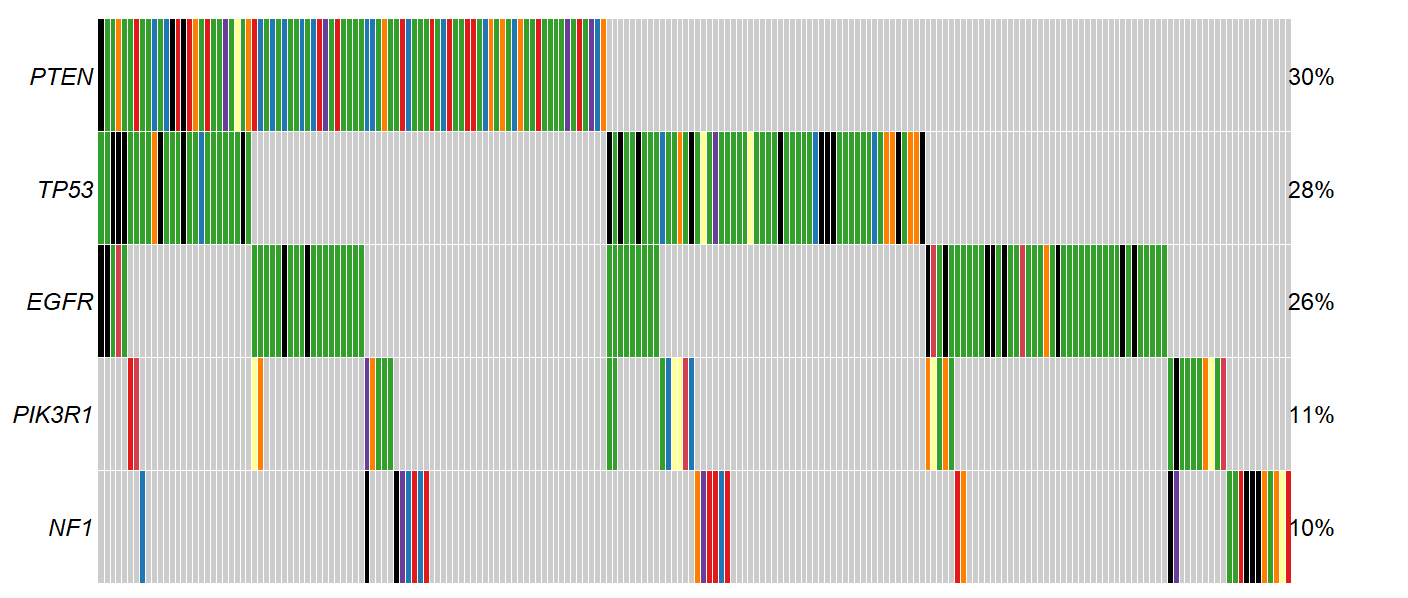 PTEN 30%
TP53 28%
EGFR 26%
PIK3R1 11%
NF1 10%